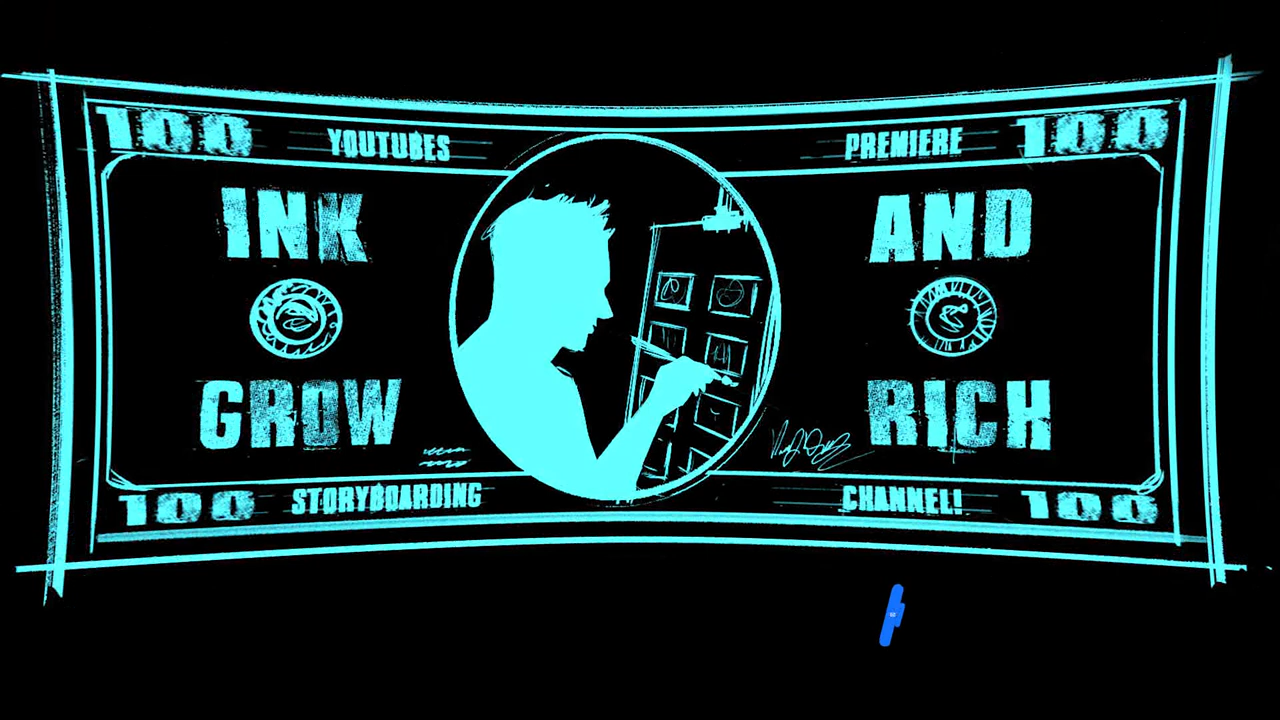 100 YOUTUBES PREMIERE 100
INK AND
GROW RICH
100 STORYBOARDING CHANNEL! 100